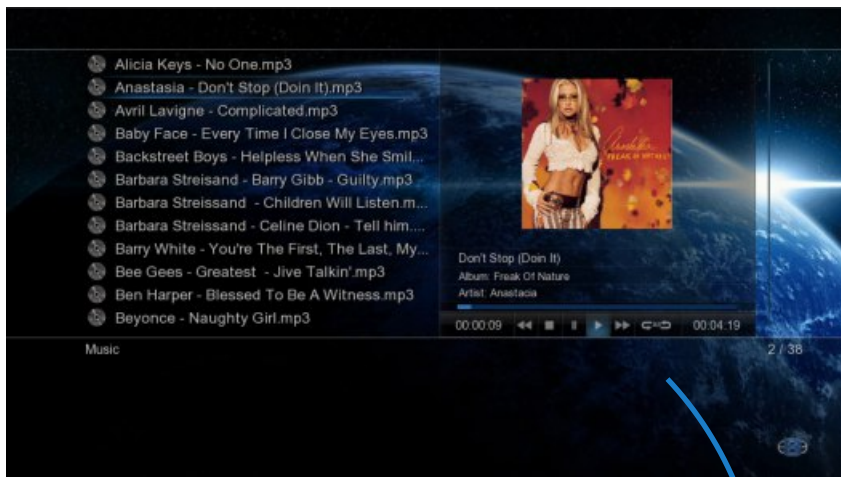 Alicia Keys - No One.mp3
Anastasia - Don't Stop (Doin It).mp3
Avril Lavigne - Complicated.mp3
Baby Face - Every Time I Close My Eyes.mp3
Backstreet Boys - Helpless When She Smil...
Barbara Streisand - Barry Gibb - Guilty.mp3
Barbara Streissand - Children Will Listen.m...
Barbara Streissand - Celine Dion - Tell him....
Barry White - You're The First, The Last, My...
Bee Gees - Greatest - Jive Talkin'.mp3
Ben Harper - Blessed To Be A Witness.mp3
Beyonce - Naughty Girl.mp3
Anastacia
FREAK OF NATURE
Don't Stop (Doin It)
Album: Freak Of Nature
Artist: Anastacia
00:00:09
00:04:19
Music
2 / 38